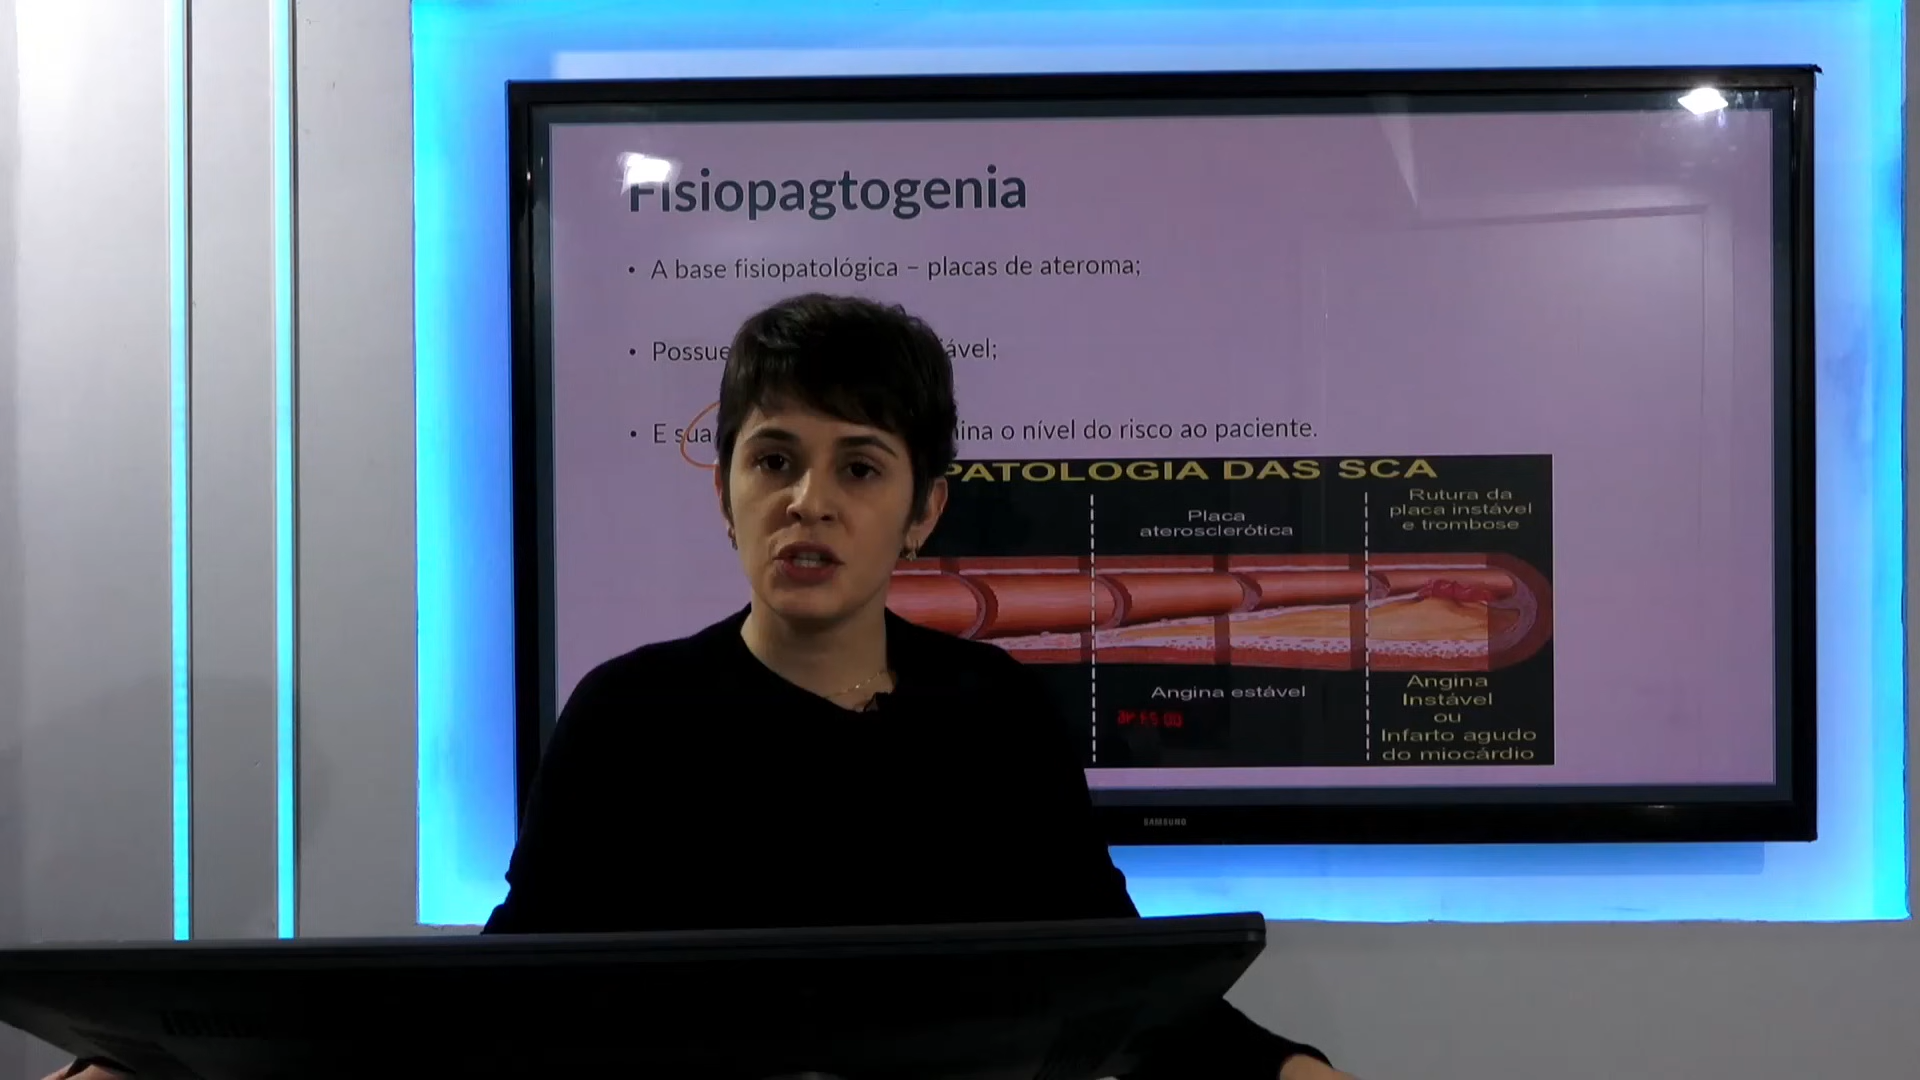 Fisiopagtogenia
• A base fisiopatológica – placas de ateroma;
• Possue ável;
• E sua ina o nível do risco ao paciente.
PATOLOGIA DAS SCA
Placa
aterosclerótica
Rutura da
placa instável
e trombose
Angina estável
Angina
Instável
ou
Infarto agudo
do miocárdio
SAMSUNG